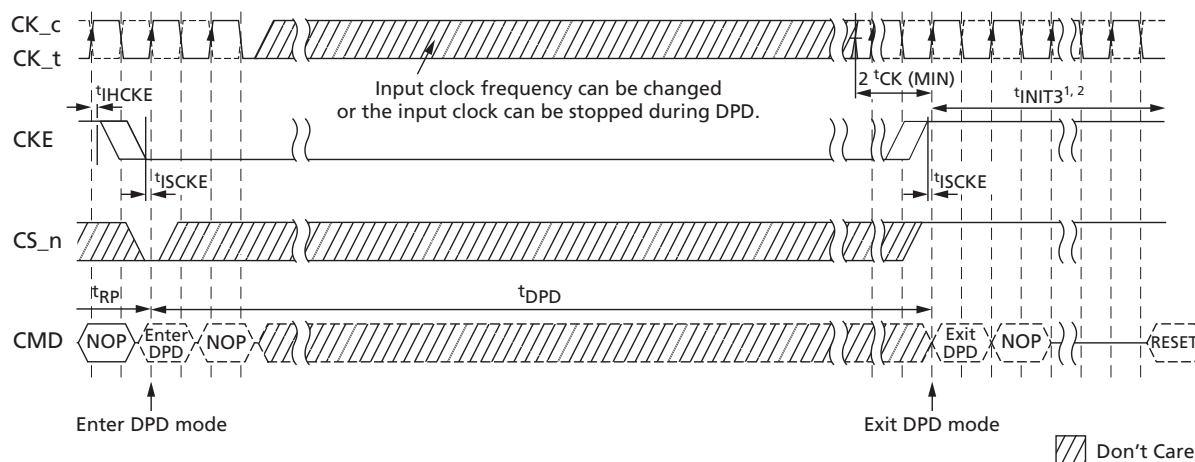 CK_c
CK_t
Input clock frequency can be changed
or the input clock can be stopped during DPD.
2 tCK (MIN)
tINIT31, 2
tIHCKE
CKE
tISCKE
tISCKE
CS_n
tRP
tDPD
CMD
NOP
Enter
DPD
NOP
Exit
DPD
NOP
RESET
Enter DPD mode
Exit DPD mode
Don't Care